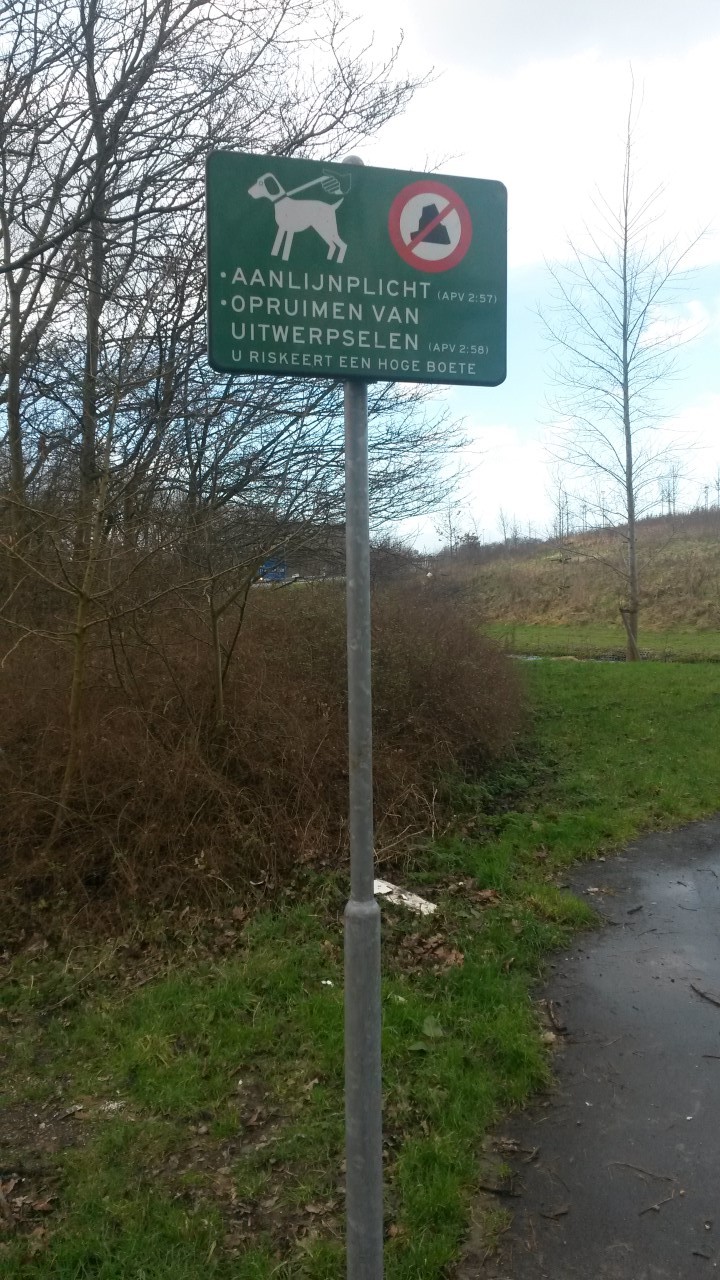 •AANLIJNPLICHT (APV 2:57)
•OPRUIMEN VAN
UITWERPSELEN (APV 2:58)
U RISKEERT EEN HOGE BOETE